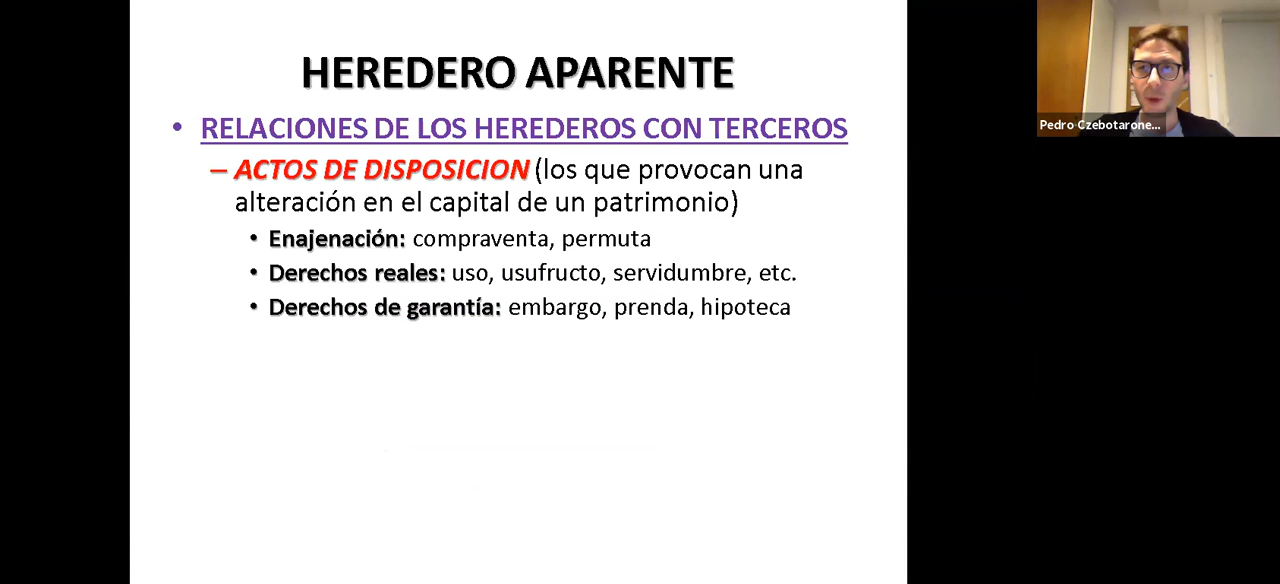 HEREDERO APARENTE
• RELACIONES DE LOS HEREDEROS CON TERCEROS
– ACTOS DE DISPOSICION (los que provocan una
alteración en el capital de un patrimonio)
• Enajenación: compraventa, permuta
• Derechos reales: uso, usufructo, servidumbre, etc.
• Derechos de garantía: embargo, prenda, hipoteca
Pedro Czebotarone...